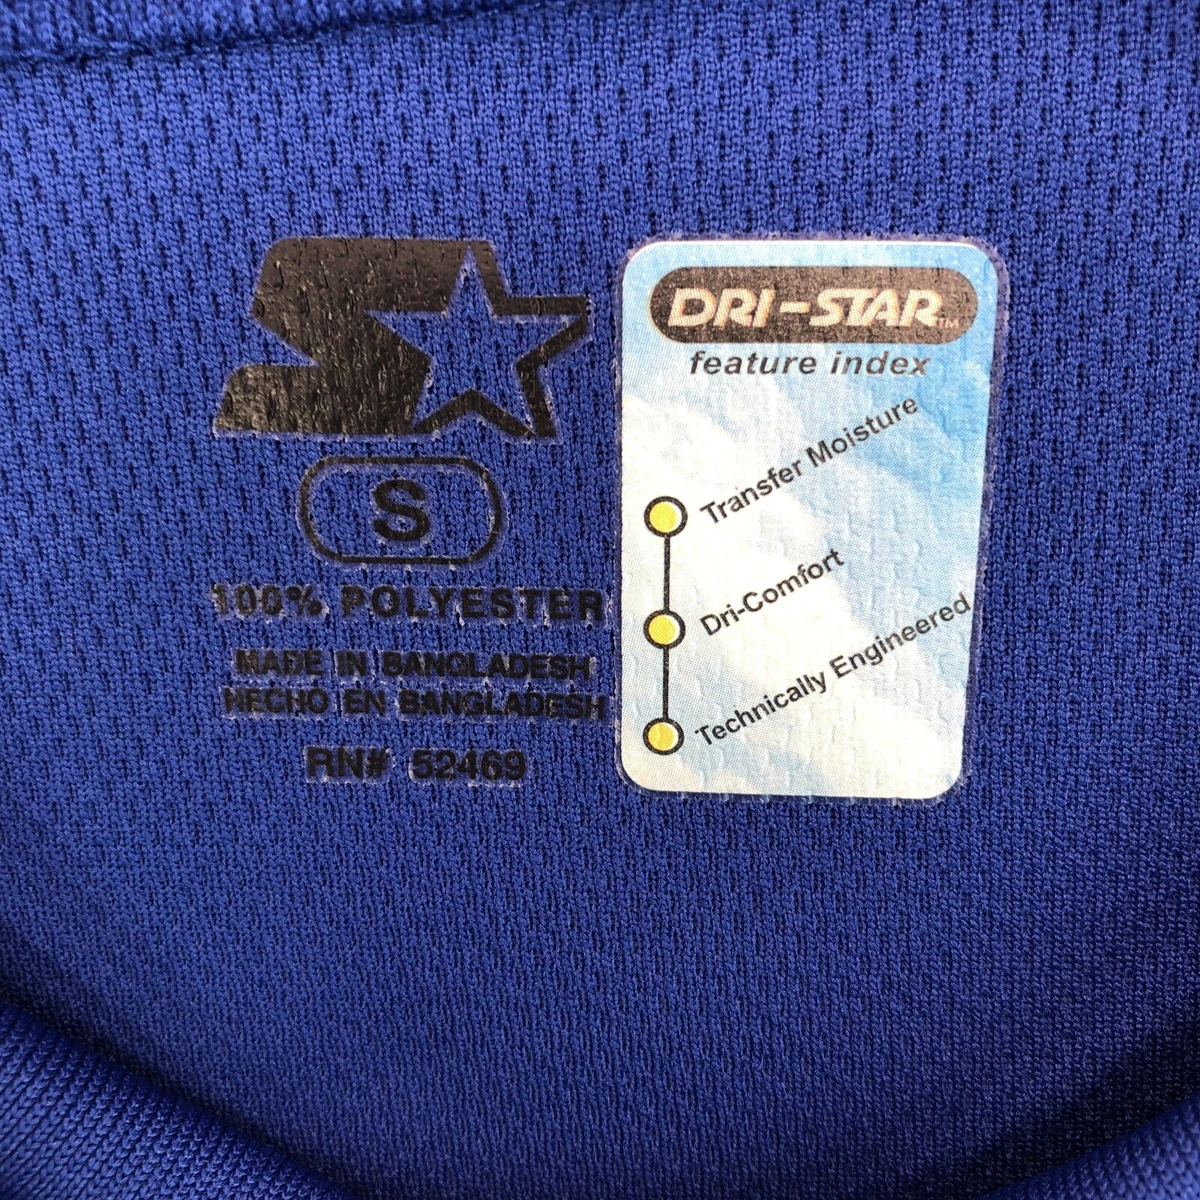 S
100% POLYESTER
MADE IN BANGLADESH
HECHO EN BANGLADESH
RN# 52469
DRI-STAR™
feature index
Transfer Moisture
Dri-Comfort
Technically Engineered